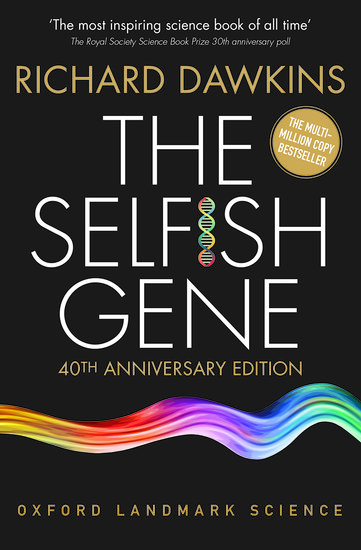 ‘The most inspiring science book of all time’
The Royal Society Science Book Prize 30th anniversary poll
RICHARD DAWKINS
THE
THE MULTI-
MILLION COPY
BESTSELLER
SELFISH
GENE
40TH ANNIVERSARY EDITION
OXFORD LANDMARK SCIENCE